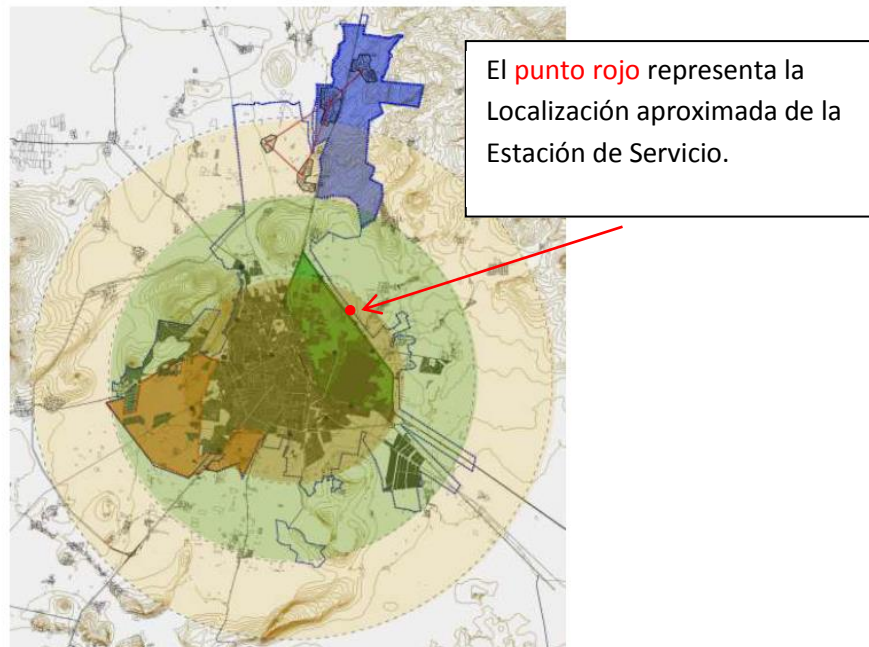 El punto rojo representa la
Localización aproximada de la
Estación de Servicio.